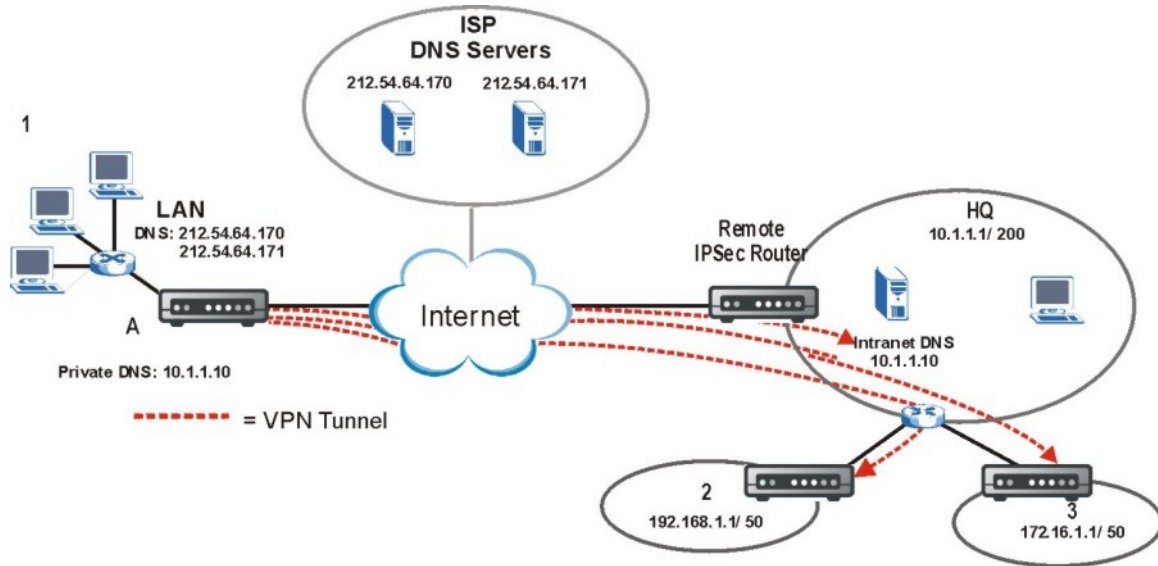 ISP
DNS Servers
212.54.64.170 212.54.64.171
1
LAN
DNS: 212.54.64.170
212.54.64.171
A
Private DNS: 10.1.1.10
= VPN Tunnel
Internet
Remote
IPSec Router
HQ
10.1.1.1/ 200
Intranet DNS
10.1.1.10
2
192.168.1.1/ 50
3
172.16.1.1/ 50